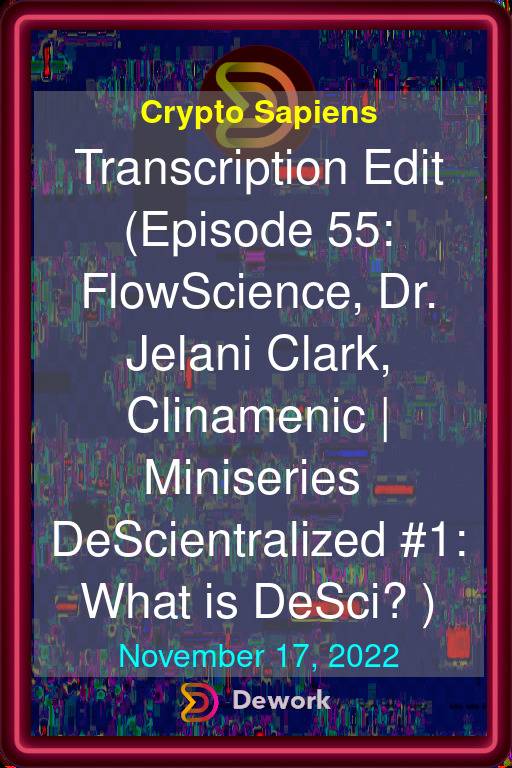 Crypto Sapiens
Transcription Edit
(Episode 55:
FlowScience, Dr.
Jelani Clark,
Clinamenic |
Miniseries
DeScientralized #1:
What is DeSci? )
November 17, 2022
Dework